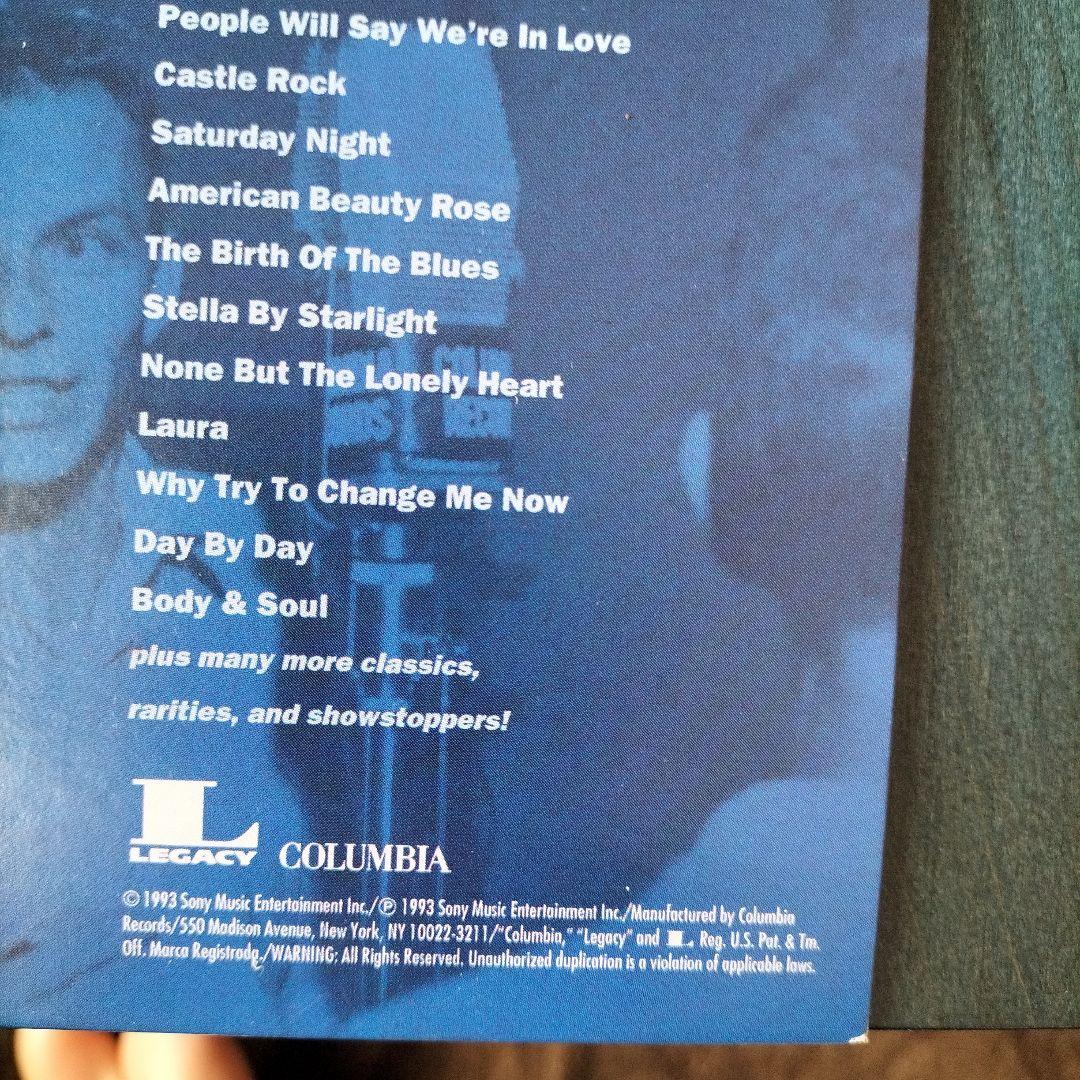 People Will Say We're In Love
Castle Rock
Saturday Night
American Beauty Rose
The Birth Of The Blues
Stella By Starlight
None But The Lonely Heart
Laura
Why Try To Change Me Now
Day By Day
Body & Soul
plus many more classics,
rarities, and showstoppers!
L
LEGACY COLUMBIA
© 1993 Sony Music Entertainment Inc./℗ 1993 Sony Music Entertainment Inc./Manufactured by Columbia
Records/550 Madison Avenue, New York, NY 10022-3211/"Columbia," "Legacy" and L Reg. U.S. Pat. & Tm.
Off. Marca Registrada./WARNING: All Rights Reserved. Unauthorized duplication is a violation of applicable laws.